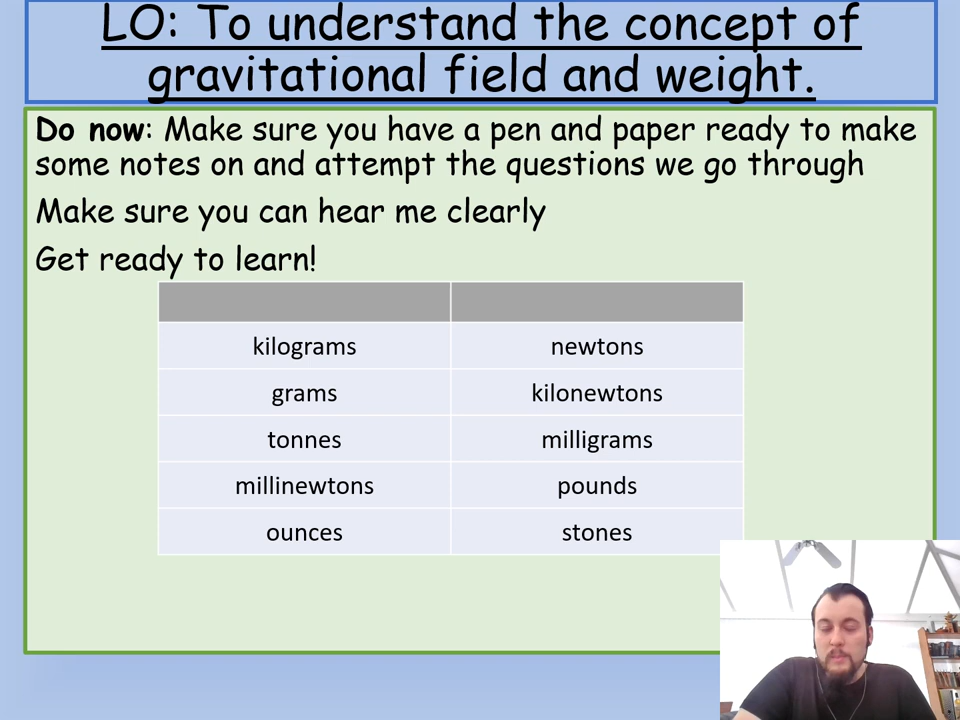 LO: To understand the concept of
gravitational field and weight.
Do now: Make sure you have a pen and paper ready to make
some notes on and attempt the questions we go through
Make sure you can hear me clearly
Get ready to learn!
kilograms newtons
grams kilonewtons
tonnes milligrams
millinewtons pounds
ounces stones